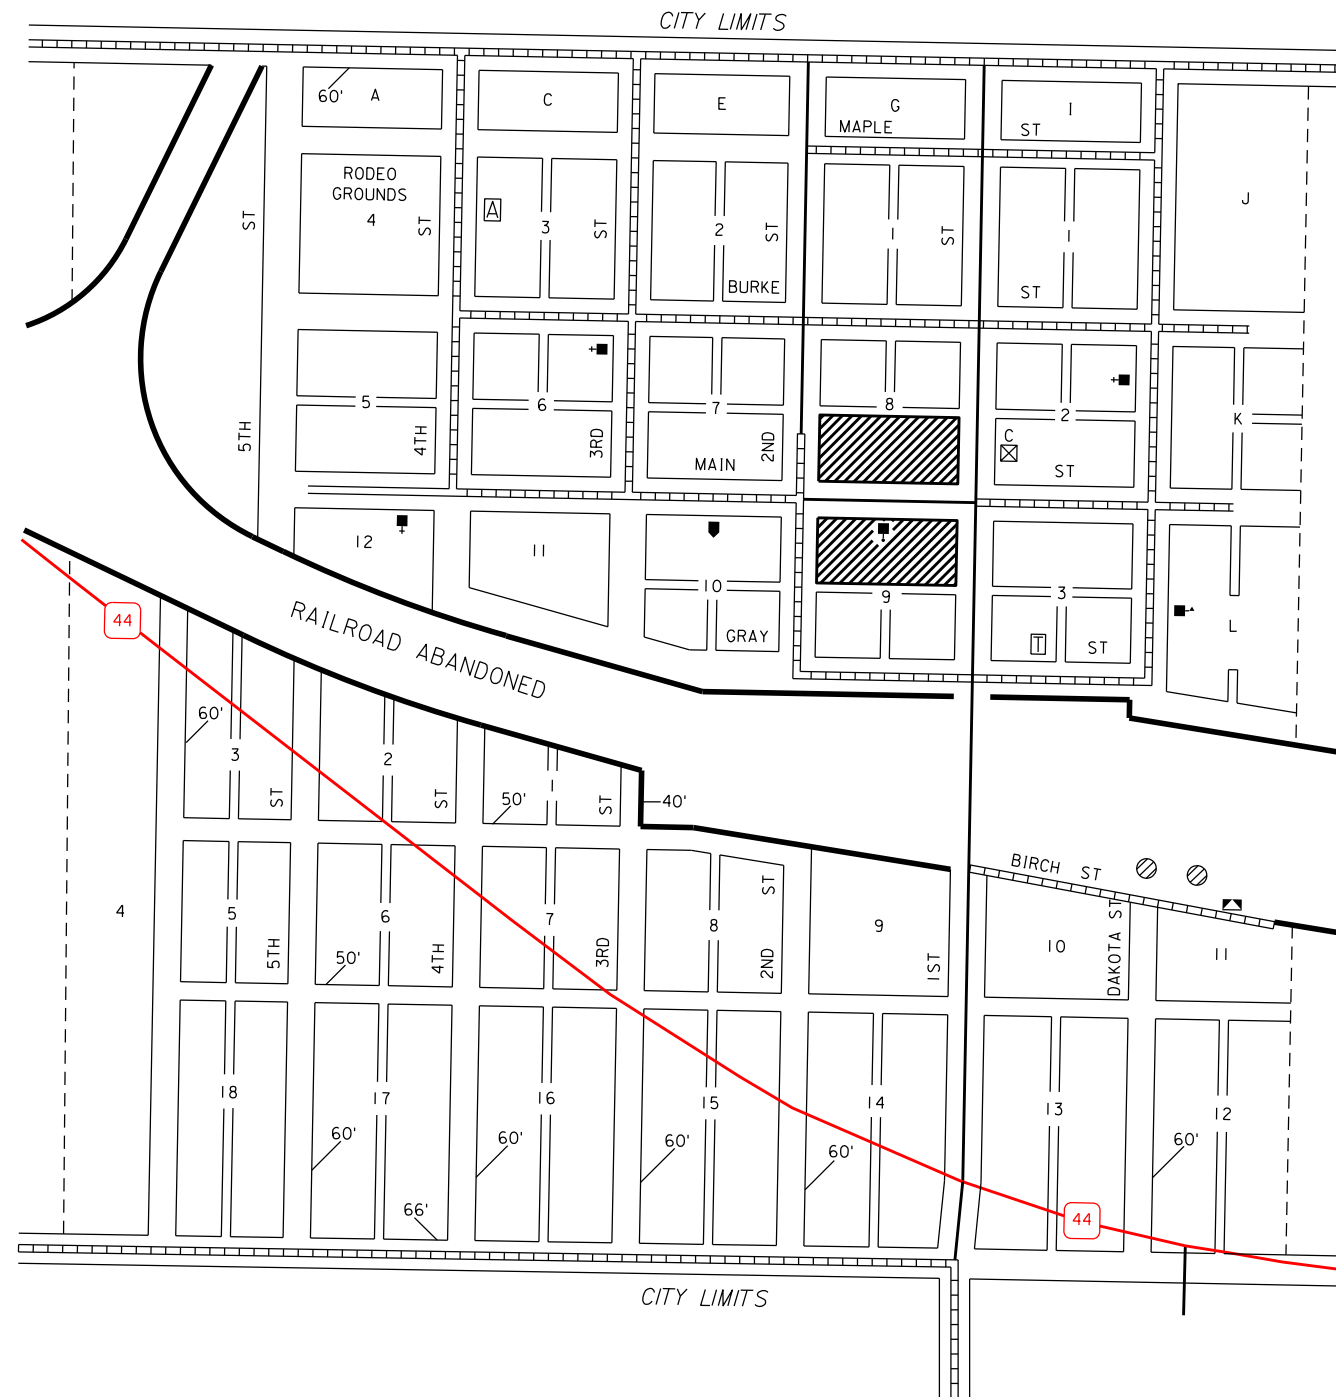 CITY LIMITS
60'
A
C
E
G
I
MAPLE
ST
RODEO
GROUNDS
4
ST
ST
A
3
ST
2
ST
1
ST
1
J
BURKE
ST
5TH
5
4TH
6
3RD
7
2ND
8
2
K
C
MAIN
ST
12
11
10
9
3
L
GRAY
T
ST
44
RAILROAD ABANDONED
60'
3
ST
2
ST
50'
1
ST
40'
BIRCH ST
4
5
5TH
6
50'
4TH
7
3RD
8
ST
2ND
9
1ST
10
DAKOTA ST
11
18
17
16
15
14
13
12
60'
60'
60'
60'
60'
66'
44
CITY LIMITS